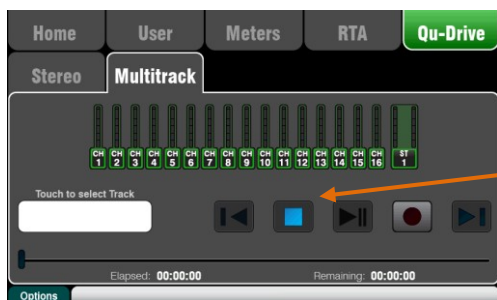 Home User Meters RTA Qu-Drive
Stereo Multitrack
CH 1 CH 2 CH 3 CH 4 CH 5 CH 6 CH 7 CH 8 CH 9 CH 10 CH 11 CH 12 CH 13 CH 14 CH 15 CH 16 ST 1
Touch to select Track
Elapsed: 00:00:00 Remaining: 00:00:00
Options